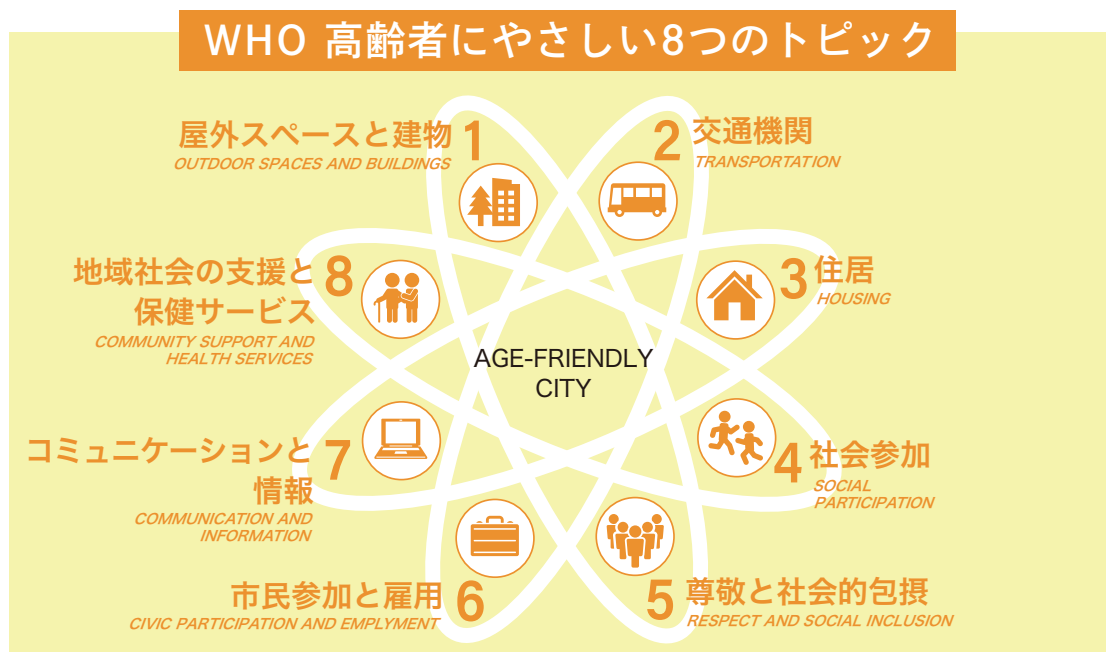 WHO 高齢者にやさしい8つのトピック
1
屋外スペースと建物
OUTDOOR SPACES AND BUILDINGS
2
交通機関
TRANSPORTATION
3
住居
HOUSING
4
社会参加
SOCIAL
PARTICIPATION
5
尊敬と社会的包摂
RESPECT AND SOCIAL INCLUSION
6
市民参加と雇用
CIVIC PARTICIPATION AND EMPLYMENT
7
コミュニケーションと
情報
COMMUNICATION AND
INFORMATION
8
地域社会の支援と
保健サービス
COMMUNITY SUPPORT AND
HEALTH SERVICES
AGE-FRIENDLY
CITY